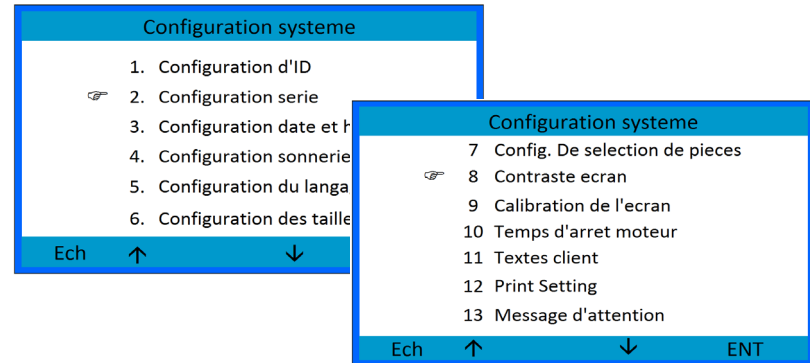 Configuration systeme
1. Configuration d'ID
2. Configuration serie
3. Configuration date et h
4. Configuration sonnerie
5. Configuration du langa
6. Configuration des taille
Ech ↑ ↓
Configuration systeme
7 Config. De selection de pieces
8 Contraste ecran
9 Calibration de l'ecran
10 Temps d'arret moteur
11 Textes client
12 Print Setting
13 Message d'attention
Ech ↑ ↓ ENT